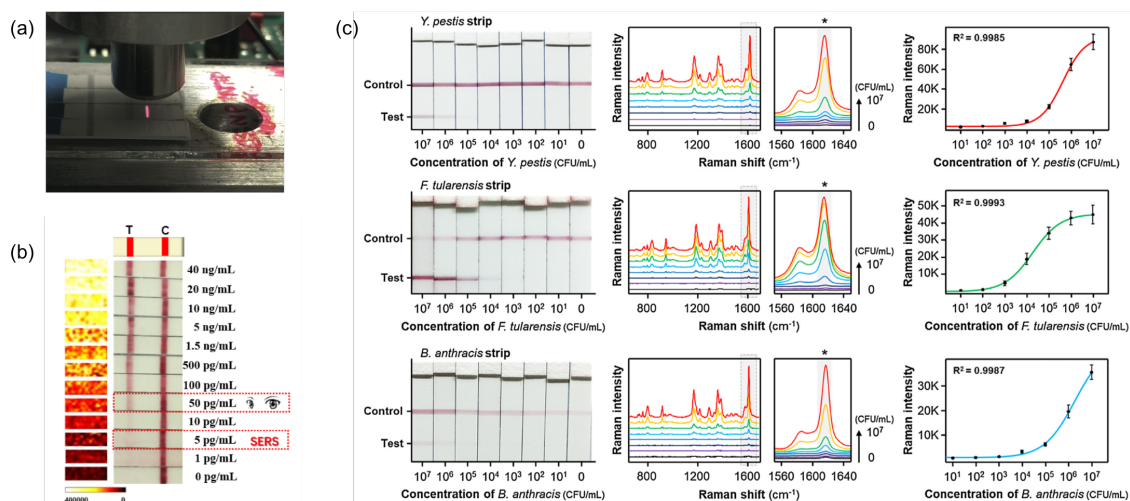 (a)
(b)
T C
40 ng/mL
20 ng/mL
10 ng/mL
5 ng/mL
1.5 ng/mL
500 pg/mL
100 pg/mL
50 pg/mL
10 pg/mL
5 pg/mL SERS
1 pg/mL
0 pg/mL
400000 0
(c)
Y. pestis strip
Control
Test
10⁷ 10⁶ 10⁵ 10⁴ 10³ 10² 10¹ 0
Concentration of Y. pestis (CFU/mL)
800 1200 1600 1560 1600 1640
Raman shift (cm⁻¹)
*
(CFU/mL)
10⁷
0
Raman intensity
R² = 0.9985
Raman intensity
80K
60K
40K
20K
10¹ 10² 10³ 10⁴ 10⁵ 10⁶ 10⁷
Concentration of Y. pestis (CFU/mL)
F. tularensis strip
Control
Test
10⁷ 10⁶ 10⁵ 10⁴ 10³ 10² 10¹ 0
Concentration of F. tularensis (CFU/mL)
Raman intensity
800 1200 1600 1560 1600 1640
Raman shift (cm⁻¹)
*
(CFU/mL)
10⁷
0
R² = 0.9993
Raman intensity
50K
40K
30K
20K
10K
10¹ 10² 10³ 10⁴ 10⁵ 10⁶ 10⁷
Concentration of F. tularensis (CFU/mL)
B. anthracis strip
Control
Test
10⁷ 10⁶ 10⁵ 10⁴ 10³ 10² 10¹ 0
Concentration of B. anthracis (CFU/mL)
Raman intensity
800 1200 1600 1560 1600 1640
Raman shift (cm⁻¹)
*
(CFU/mL)
10⁷
0
R² = 0.9987
Raman intensity
30K
20K
10K
10¹ 10² 10³ 10⁴ 10⁵ 10⁶ 10⁷
Concentration of B. anthracis (CFU/mL)